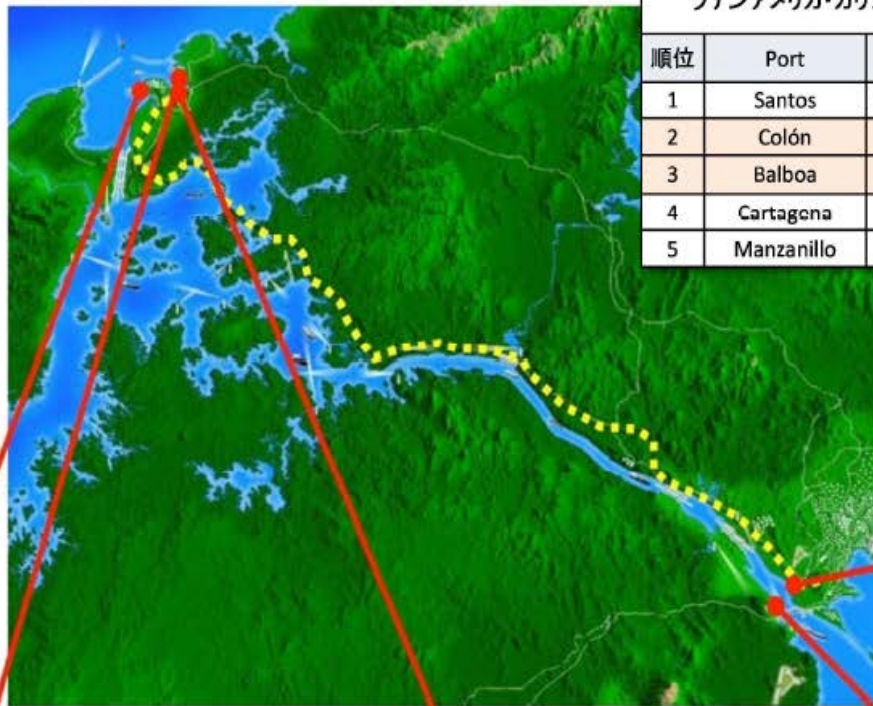 順位 Port
1 Santos
2 Colón
3 Balboa
4 Cartagena
5 Manzanillo